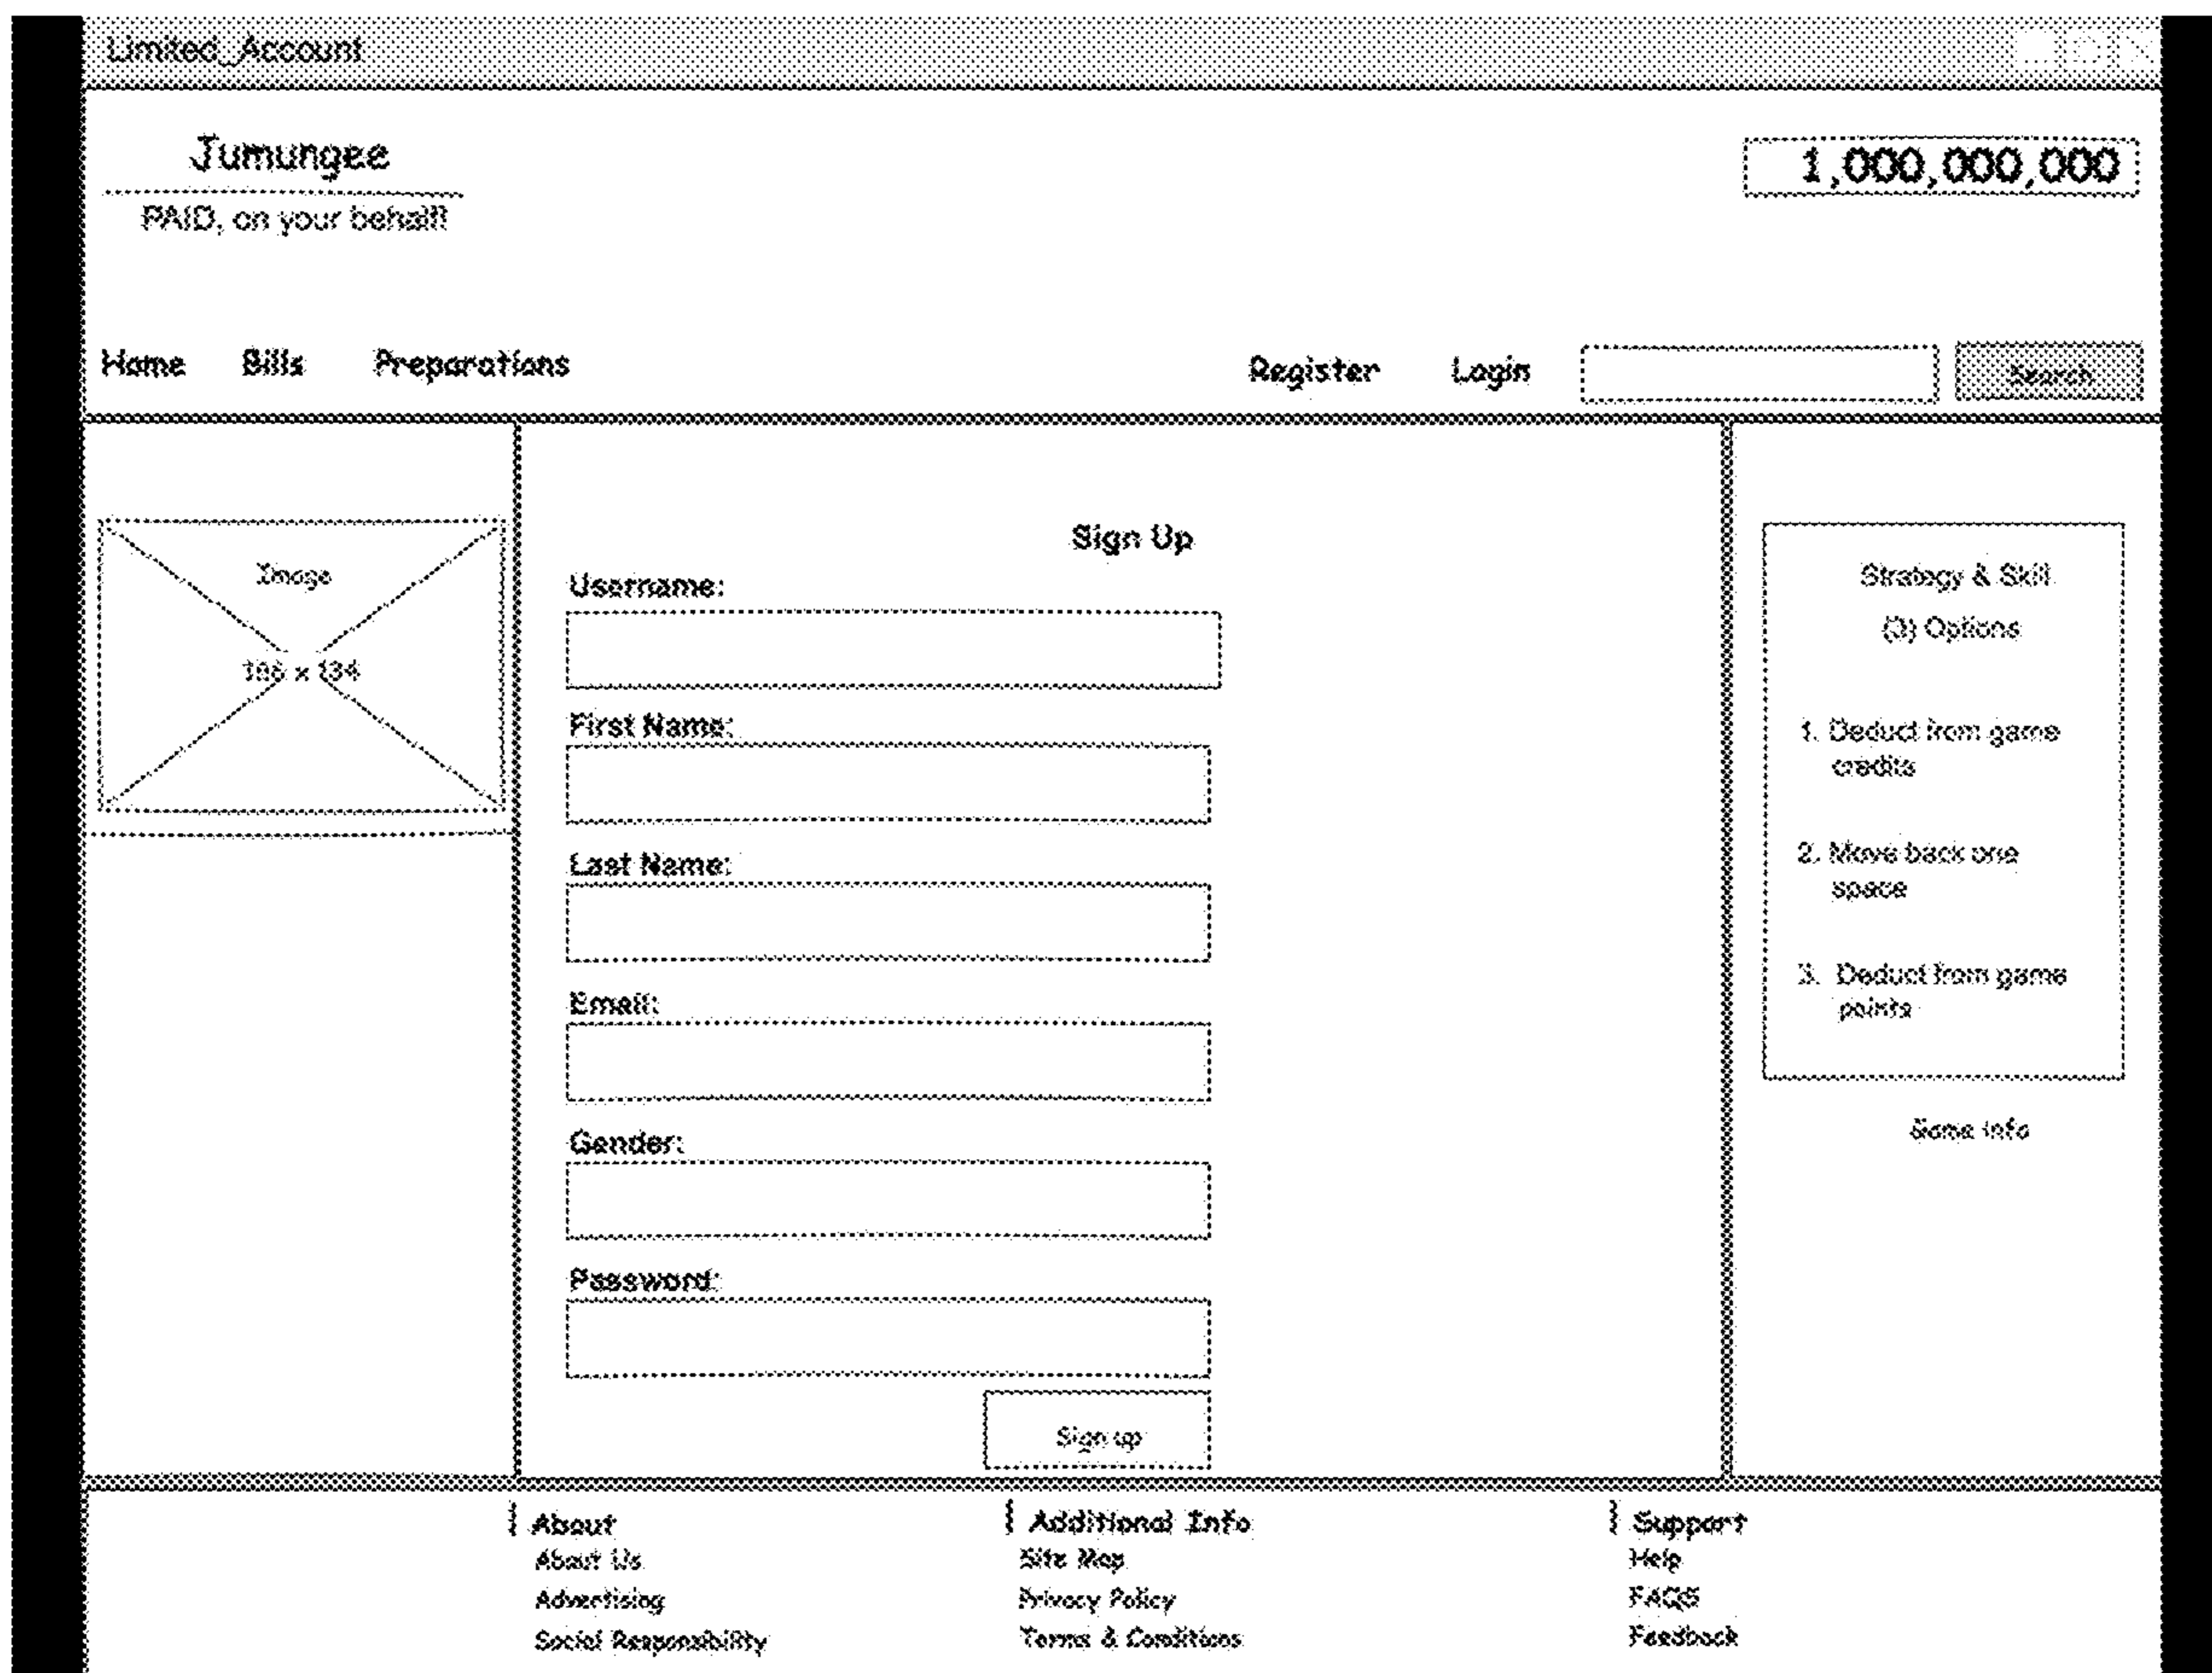 Limited_Account
Jumungee
1,000,000,000
PAID, on your behalf!
Home Bills Preparations Register Login Search
Sign Up
Image
Username:
Strategy & Skill
(3) Options
x 134
First Name:
1. Deduct from game
credits
Last Name:
2. Move back one
space
3. Deduct from game
points
Email:
Gender:
Game info
Password:
Sign up
About
About Us
Advertising
Social Responsibility
Additional Info
Site Map
Privacy Policy
Terms & Conditions
Support
Help
FAQS
Feedback